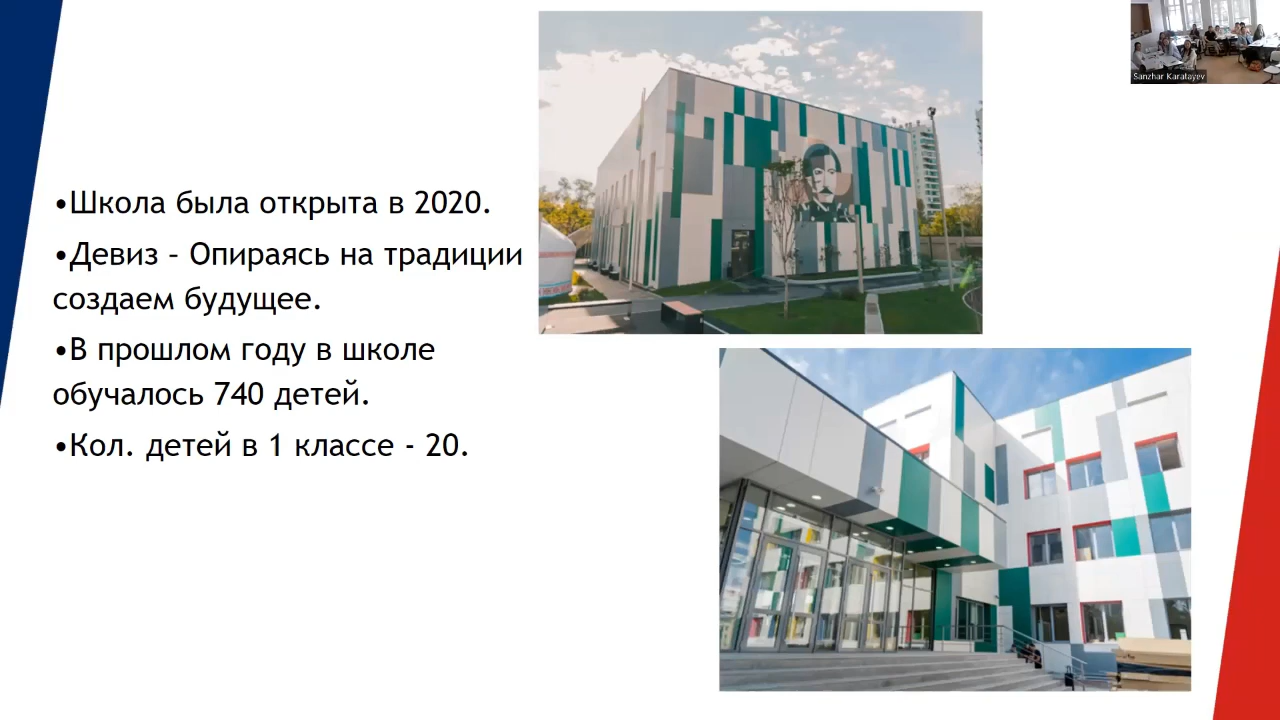 •Школа была открыта в 2020.
•Девиз – Опираясь на традиции
создаем будущее.
•В прошлом году в школе
обучалось 740 детей.
•Кол. детей в 1 классе - 20.
Sanzhar Karatayev